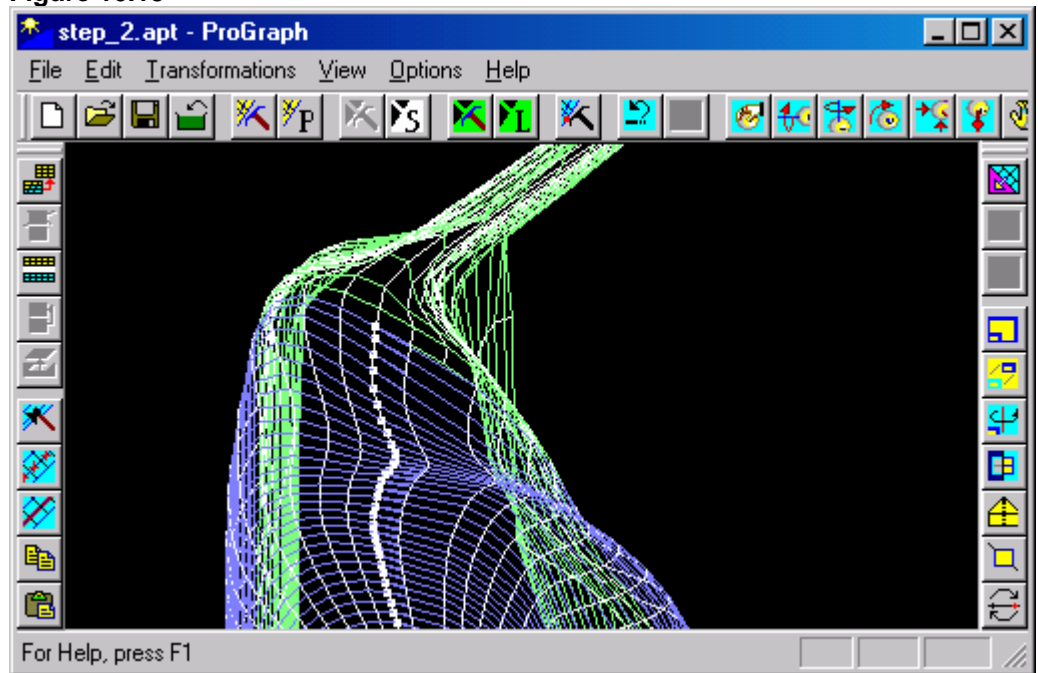 step_2.apt - ProGraph
File Edit Transformations View Options Help
P S L
For Help, press F1